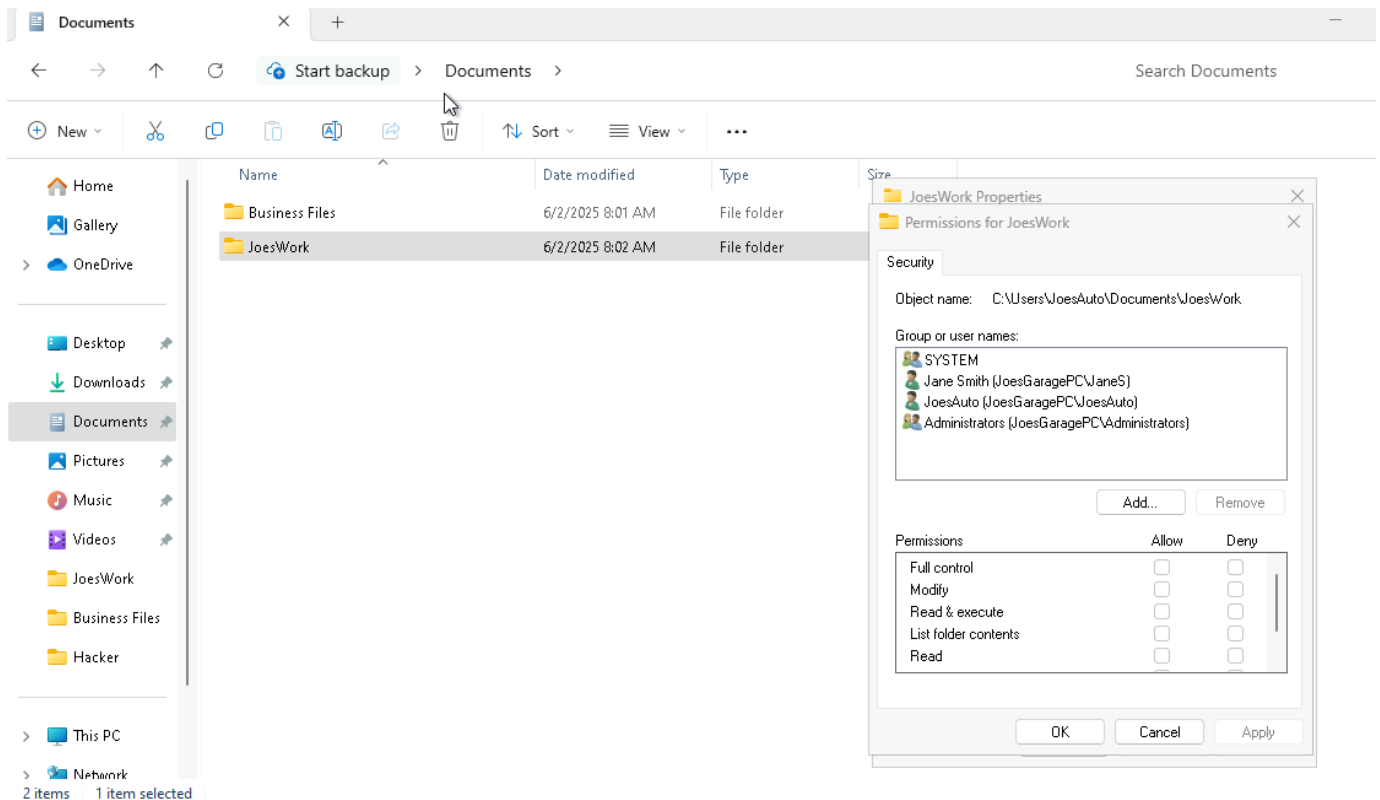 Documents
Start backup > Documents >
Search Documents
New
Sort
View
Name
Date modified
Type
Size
Home
Gallery
OneDrive
Desktop
Downloads
Documents
Pictures
Music
Videos
JoesWork
Business Files
Hacker
This PC
Network
Business Files 6/2/2025 8:01 AM File folder
JoesWork 6/2/2025 8:02 AM File folder
JoesWork Properties
Permissions for JoesWork
Security
Object name: C:\Users\JoesAuto\Documents\JoesWork
Group or user names:
SYSTEM
Jane Smith (JoesGaragePC\JaneS)
JoesAuto (JoesGaragePC\JoesAuto)
Administrators (JoesGaragePC\Administrators)
Add... Remove
Permissions Allow Deny
Full control
Modify
Read & execute
List folder contents
Read
OK Cancel Apply
2 items 1 item selected